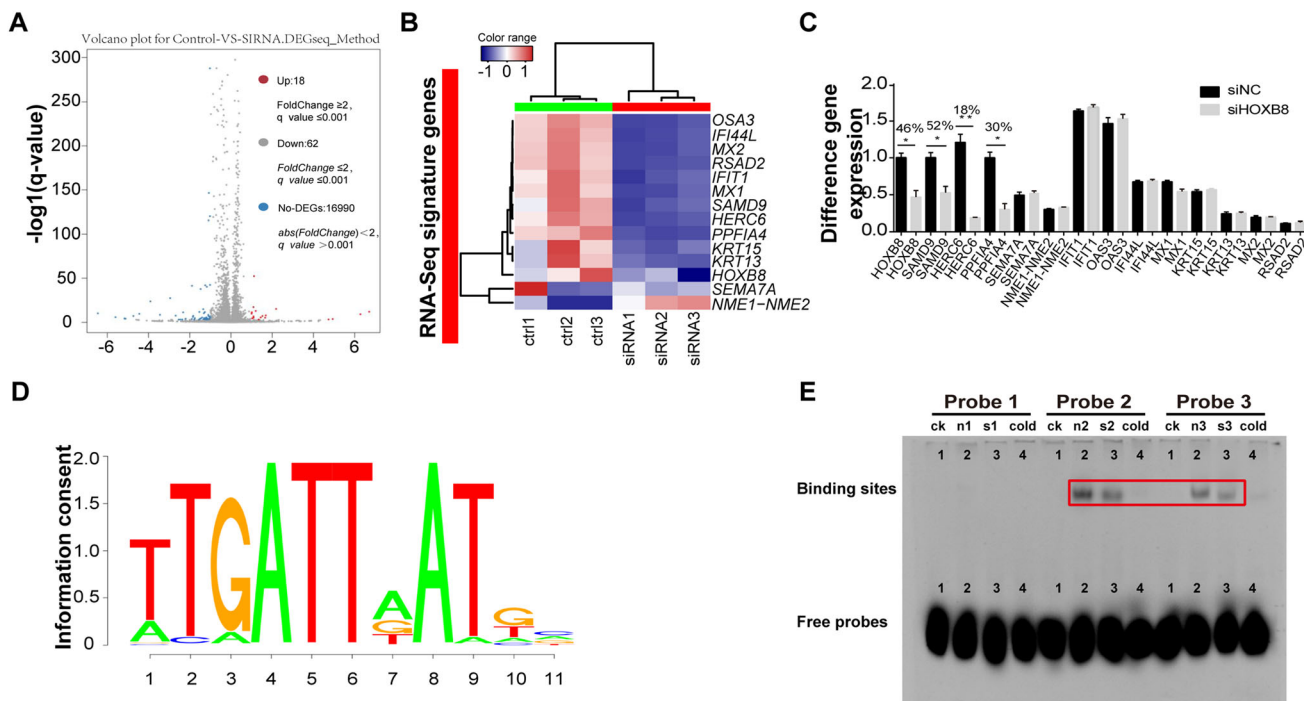 A
Volcano plot for Control-VS-SIRNA.DEGseq_Method
-log1(q-value)
300
250
200
150
100
50
0
-6
-4
-2
0
2
4
6
Up:18
FoldChange ≥2,
q value ≤0.001
Down:62
FoldChange ≤2,
q value ≤0.001
No-DEGs:16990
abs(FoldChange)<2,
q value >0.001
B
Color range
-1 0 1
RNA-Seq signature genes
OSA3
IFI44L
MX2
RSAD2
IFIT1
MX1
SAMD9
HERC6
PPFIA4
KRT15
KRT13
HOXB8
SEMA7A
NME1−NME2
ctrl1
ctrl2
ctrl3
siRNA1
siRNA2
siRNA3
C
Difference gene
expression
2.0
1.5
1.0
0.5
0.0
siNC
siHOXB8
46%
*
52%
*
18%
**
30%
*
HOXB8
HOXB8
SAMD9
SAMD9
HERC6
HERC6
PPFIA4
PPFIA4
SEMA7A
SEMA7A
NME1-NME2
NME1-NME2
IFIT1
IFIT1
OAS3
OAS3
IFI44L
IFI44L
MX1
MX1
KRT15
KRT15
KRT13
KRT13
MX2
MX2
RSAD2
RSAD2
D
Information consent
2.0
1.5
1.0
0.5
0
1 2 3 4 5 6 7 8 9 10 11
E
Probe 1 Probe 2 Probe 3
ck n1 s1 cold ck n2 s2 cold ck n3 s3 cold
1 2 3 4 1 2 3 4 1 2 3 4
Binding sites
1 2 3 4 1 2 3 4 1 2 3 4
Free probes